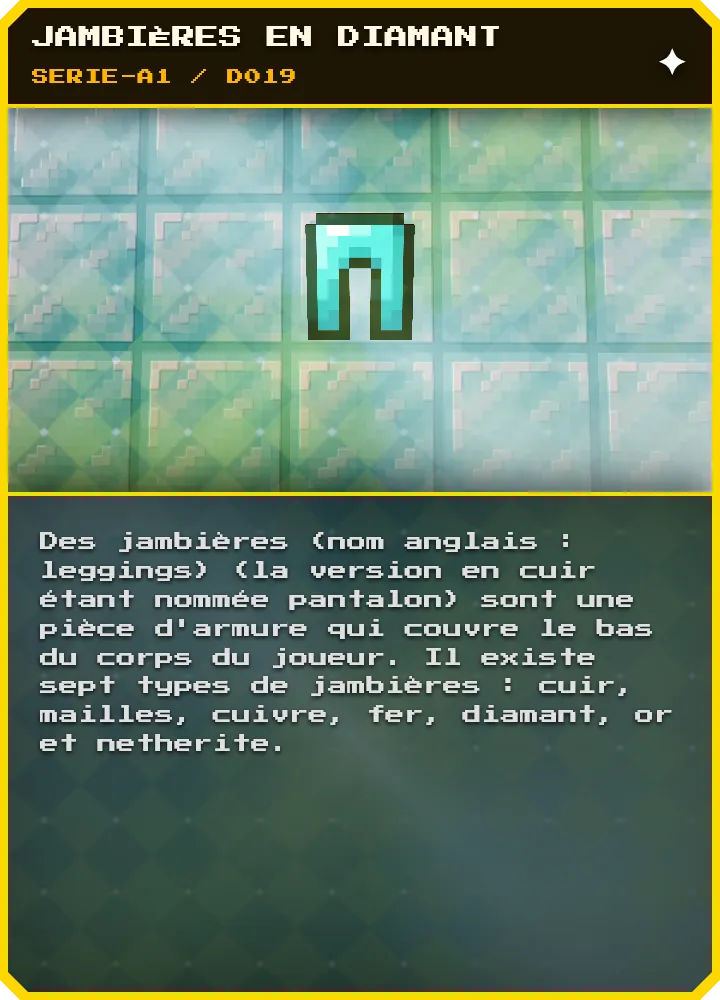 JAMBIèRES EN DIAMANT
SERIE-A1 / D019
Des jambières (nom anglais :
leggings) (la version en cuir
étant nommée pantalon) sont une
pièce d'armure qui couvre le bas
du corps du joueur. Il existe
sept types de jambières : cuir,
mailles, cuivre, fer, diamant, or
et netherite.